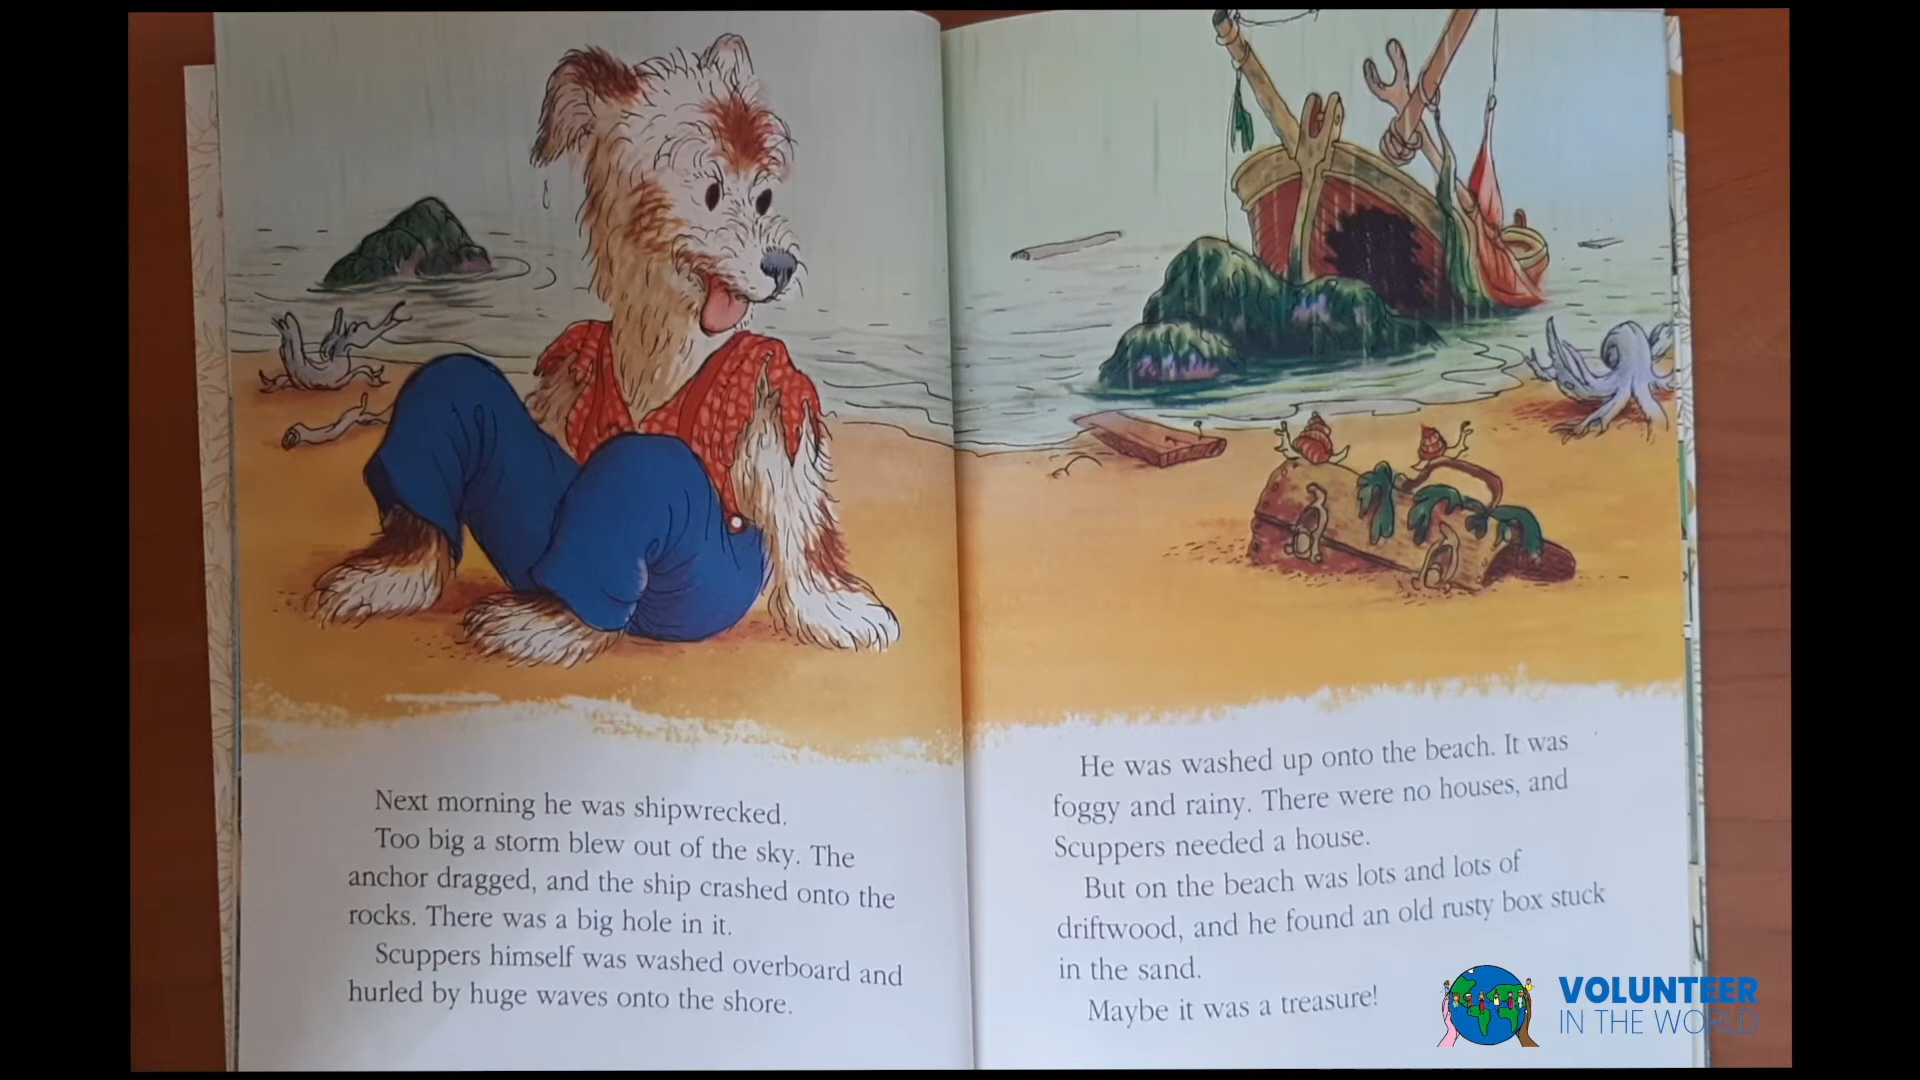 Next morning he was shipwrecked.
Too big a storm blew out of the sky. The
anchor dragged, and the ship crashed onto the
rocks. There was a big hole in it.
Scuppers himself was washed overboard and
hurled by huge waves onto the shore.
He was washed up onto the beach. It was
foggy and rainy. There were no houses, and
Scuppers needed a house.
But on the beach was lots and lots of
driftwood, and he found an old rusty box stuck
in the sand.
Maybe it was a treasure!
VOLUNTEER
IN THE WORLD